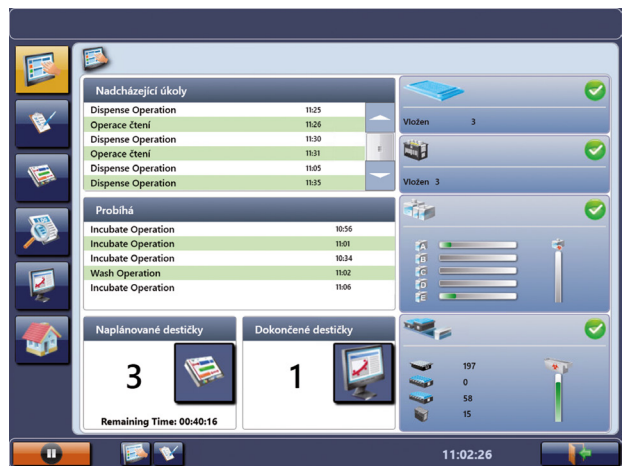 Nadcházející úkoly
Dispense Operation 11:25
Operace čtení 11:26
Dispense Operation 11:30
Operace čtení 11:31
Dispense Operation 11:05
Dispense Operation 11:35
Vložen 3
Vložen 3
Probíhá
Incubate Operation 10:56
Incubate Operation 11:01
Incubate Operation 10:34
Wash Operation 11:02
Incubate Operation 11:06
A
B
C
D
E
Naplánované destičky
3
Remaining Time: 00:40:16
Dokončené destičky
1
197
0
58
15
11:02:26